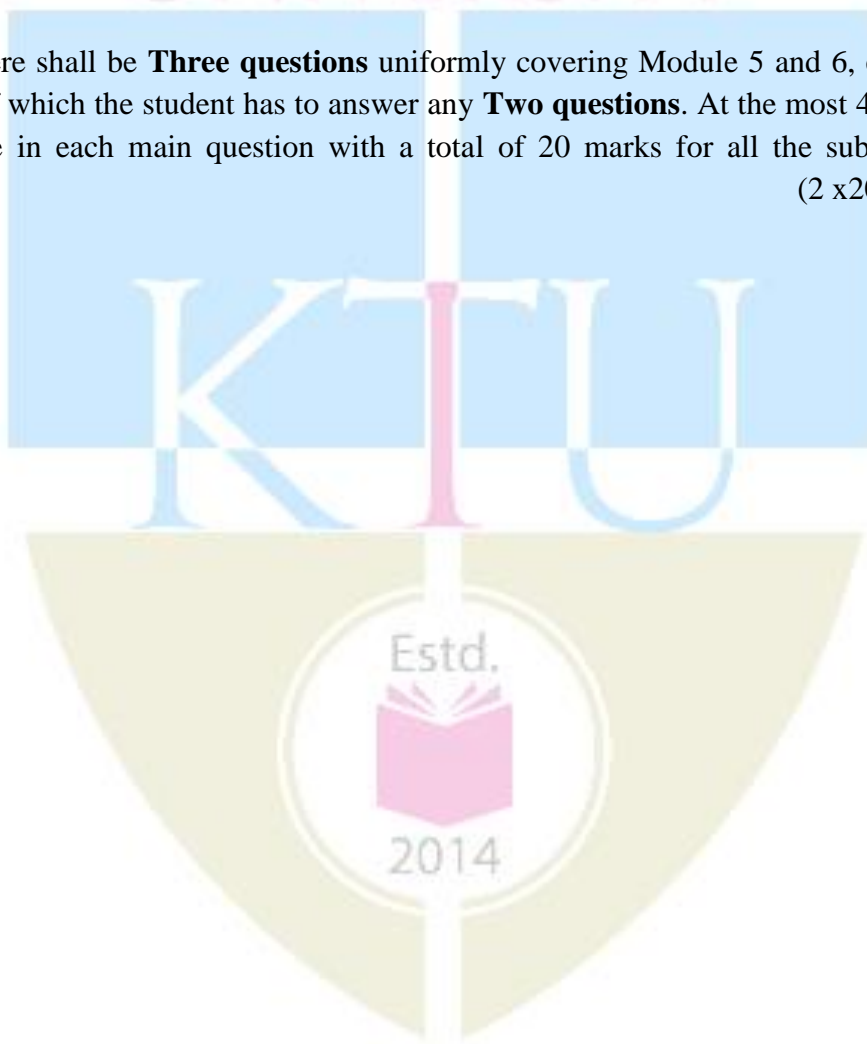 ere shall be Three questions uniformly covering Module 5 and 6,
which the student has to answer any Two questions. At the most 4
in each main question with a total of 20 marks for all the sub
(2 x20
KTU
Estd.
2014